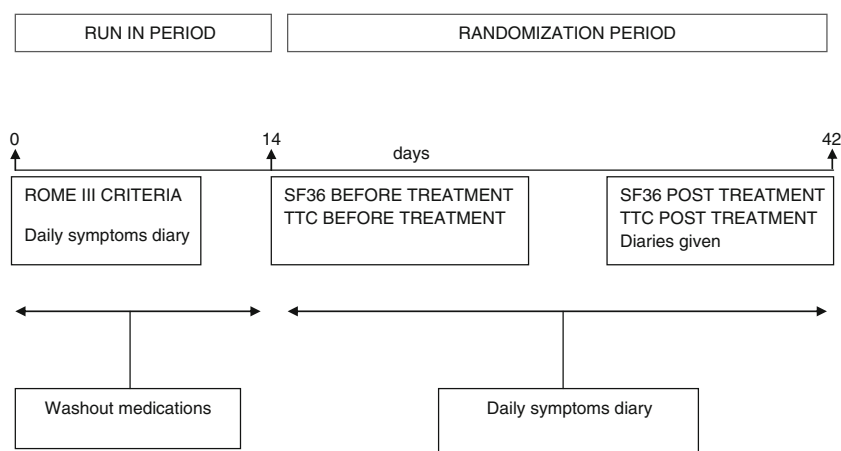 RUN IN PERIOD
RANDOMIZATION PERIOD
0
14
42
days
ROME III CRITERIA
Daily symptoms diary
SF36 BEFORE TREATMENT
TTC BEFORE TREATMENT
SF36 POST TREATMENT
TTC POST TREATMENT
Diaries given
Washout medications
Daily symptoms diary